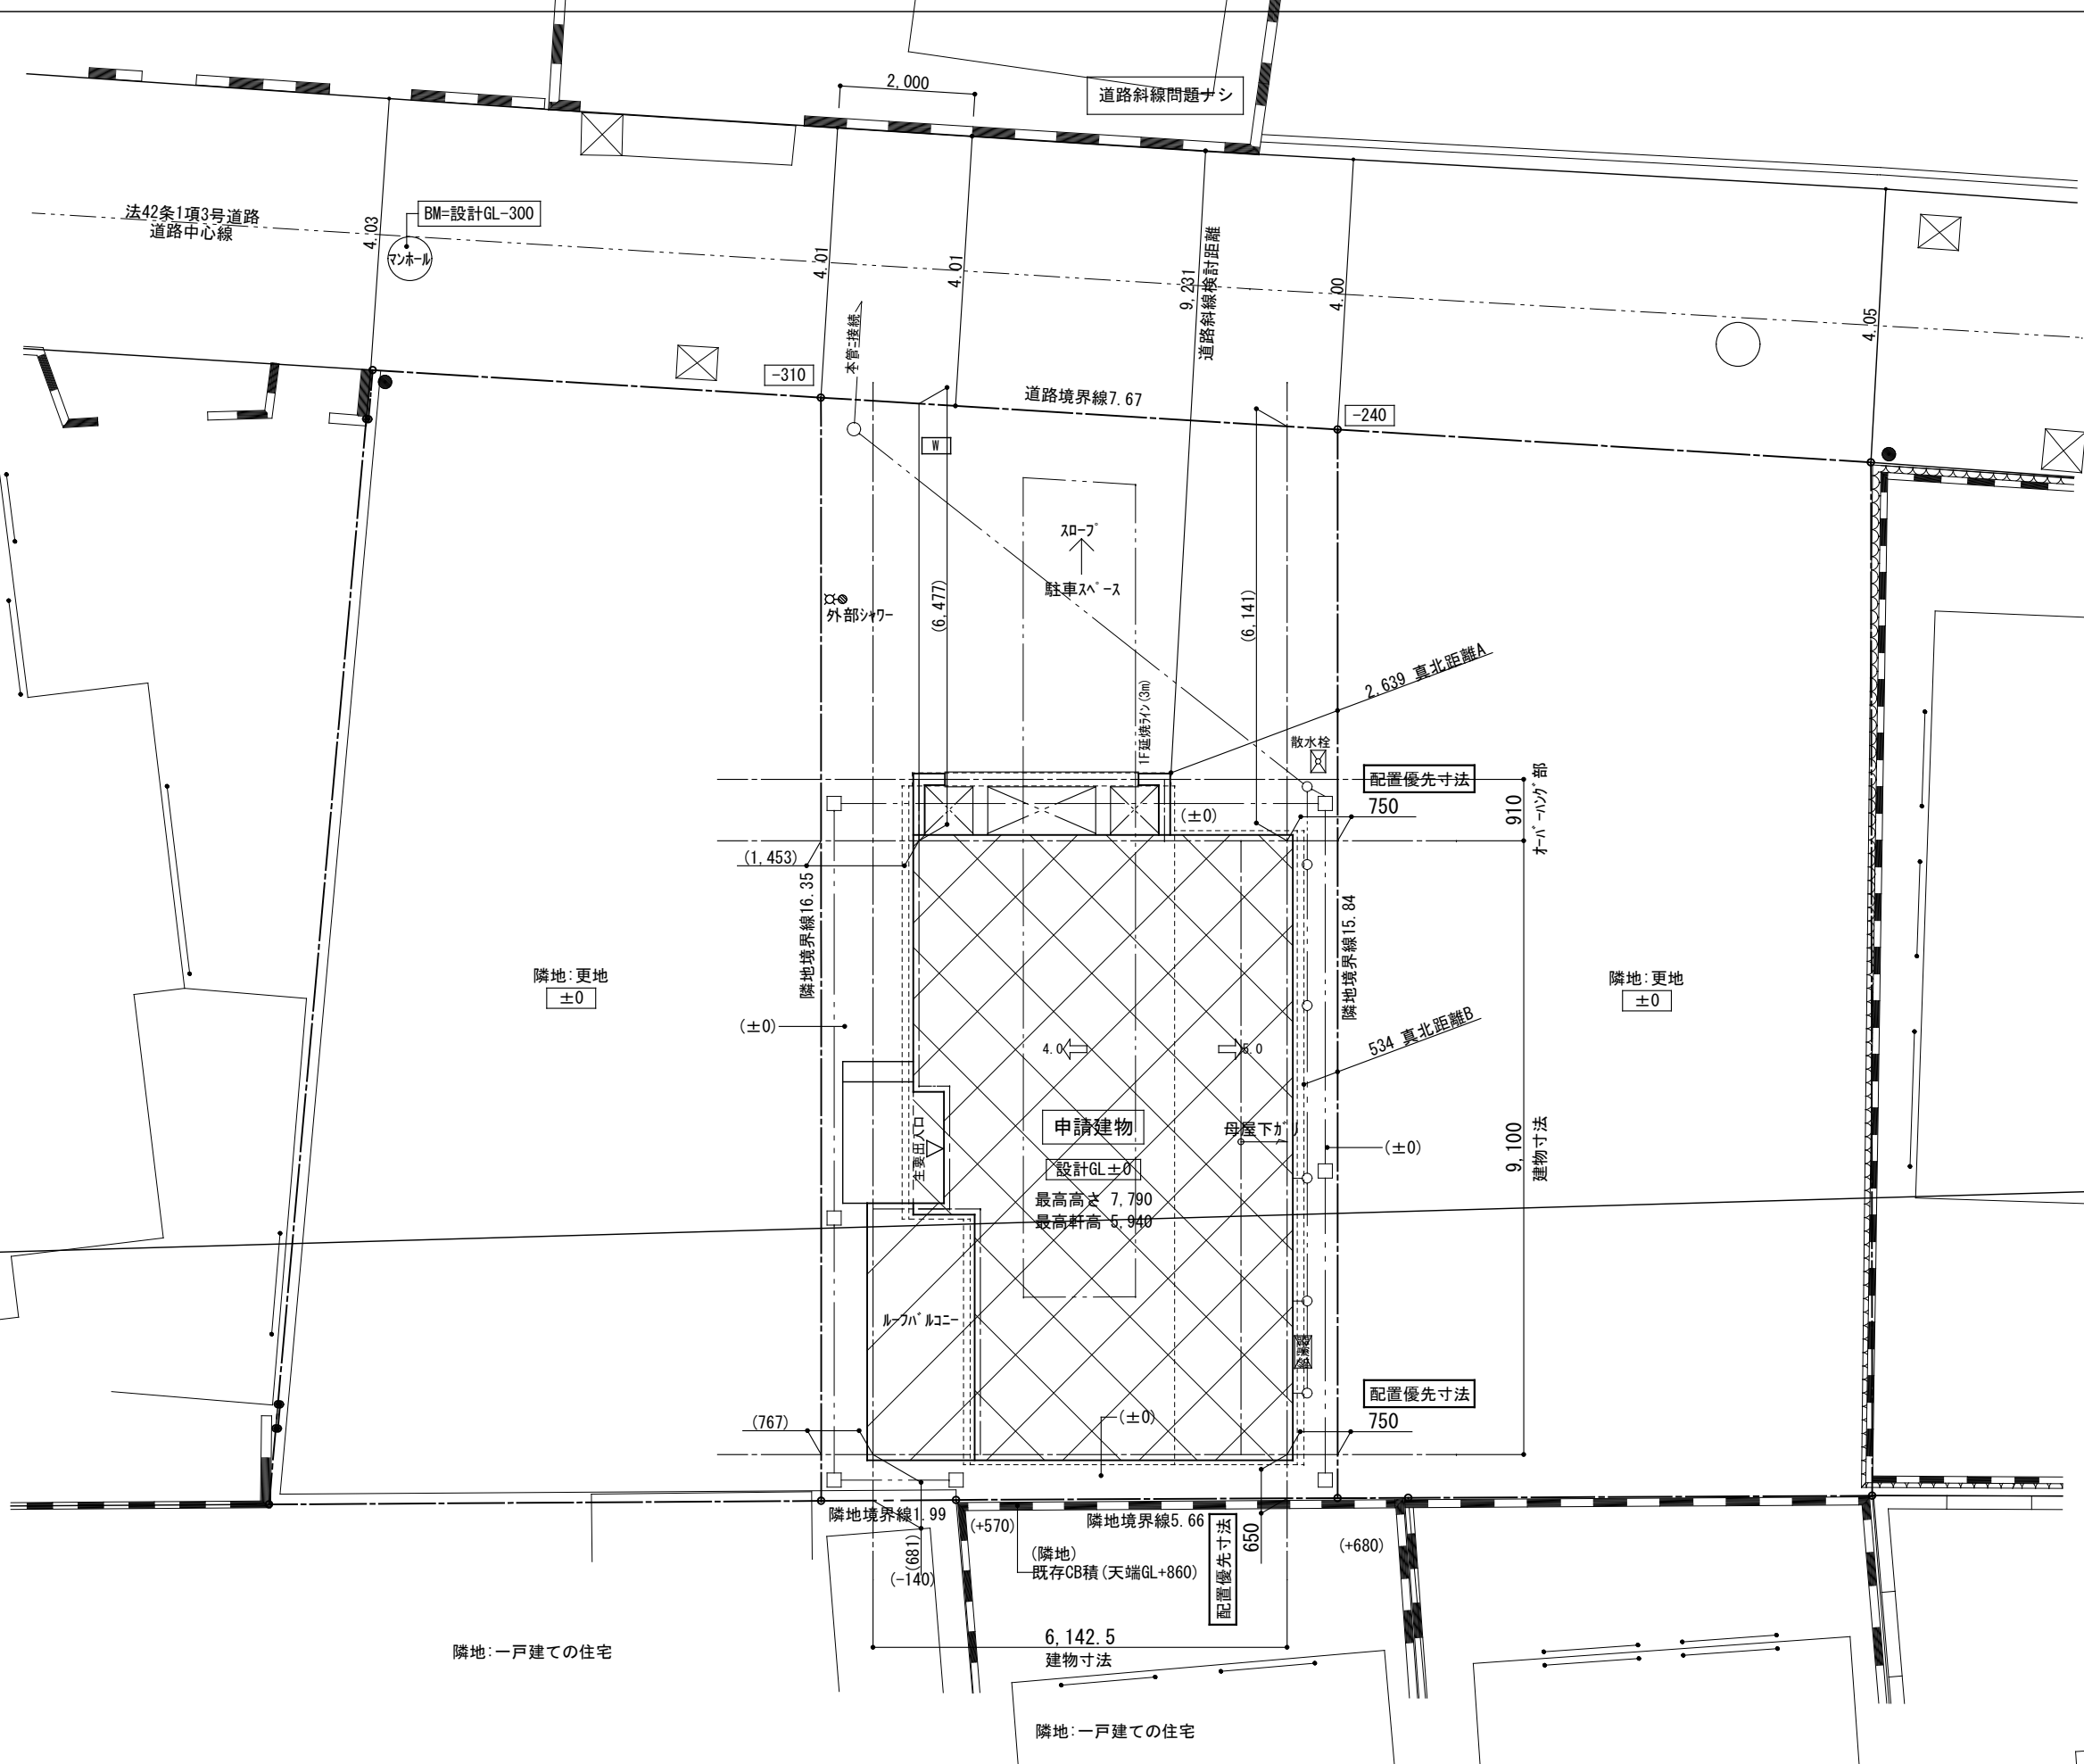 2,000
道路斜線問題ナシ
法42条1項3号道路
道路中心線
4.03
BM=設計GL-300
マンホール
4.01
4.01
9,231
道路斜線検討距離
4.00
4.05
本管ﾆ接続
-310
道路境界線7.67
-240
W
スロープ
駐車スペース
外部シャワー
(6,477)
(6,141)
1F延焼ライン(3m)
2,639 真北距離A
散水栓
配置優先寸法
750
910
オーバーハング部
(±0)
(1,453)
隣地境界線16.35
隣地境界線15.84
隣地:更地
±0
隣地:更地
±0
(±0)
534 真北距離B
4.0
5.0
申請建物
母屋下ガリ
設計GL±0
最高高さ 7,790
最高軒高 5,940
主要出入口
(±0)
9,100
建物寸法
ルーフバルコニー
給湯器
配置優先寸法
750
(767)
(±0)
隣地境界線1.99
(+570)
隣地境界線5.66
(681)
(-140)
(隣地)
既存CB積(天端GL+860)
配置優先寸法
650
(+680)
6,142.5
建物寸法
隣地:一戸建ての住宅
隣地:一戸建ての住宅